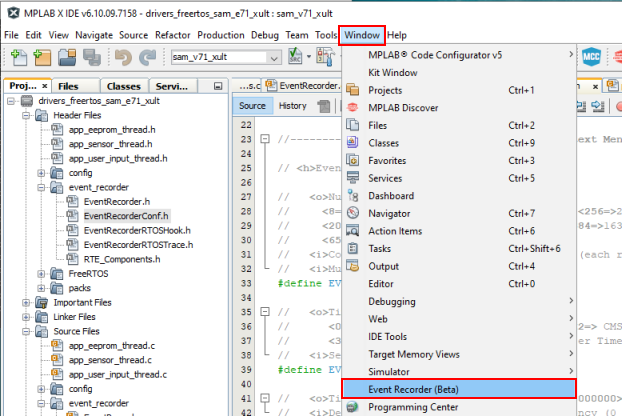 MPLAB X IDE v6.10.09.7158 - drivers_freertos_sam_e71_xult : sam_v71_xult
File Edit View Navigate Source Refactor Production Debug Team Tools Window Help
sam_v71_xult
MCC
Proj... × Files Classes Servi...
drivers_freertos_sam_e71_xult
Header Files
app_eeprom_thread.h
app_sensor_thread.h
app_user_input_thread.h
config
event_recorder
EventRecorder.h
EventRecorderConf.h
EventRecorderRTOSHook.h
EventRecorderRTOSTrace.h
RTE_Components.h
FreeRTOS
packs
Important Files
Linker Files
Source Files
app_eeprom_thread.c
app_sensor_thread.c
app_user_input_thread.c
config
event_recorder
...s.c EventRecorder.
Source History
22
23 //-------- ext Men
24
25 // <h>Even
26
27 // <o>Nu
28 // <8= <256=>2
29 // <20 84=>163
30 // <65
31 // <i>Co (each r
32 // <i>Mu
33 #define EV
34
35 // <o>Ti
36 // <0 2=> CMS
37 // <3 er Time
38 // <i>Se
39 #define EV
40
41 // <o>Ti 000000>
42 // <i>De ncy (0
MPLAB® Code Configurator v5
Kit Window
Projects Ctrl+1
MPLAB Discover
Files Ctrl+2
Classes Ctrl+9
Favorites Ctrl+3
Services Ctrl+5
Dashboard
Navigator Ctrl+7
Action Items Ctrl+6
Tasks Ctrl+Shift+6
Output Ctrl+4
Editor Ctrl+0
Debugging
Web
IDE Tools
Target Memory Views
Simulator
Event Recorder (Beta)
Programming Center